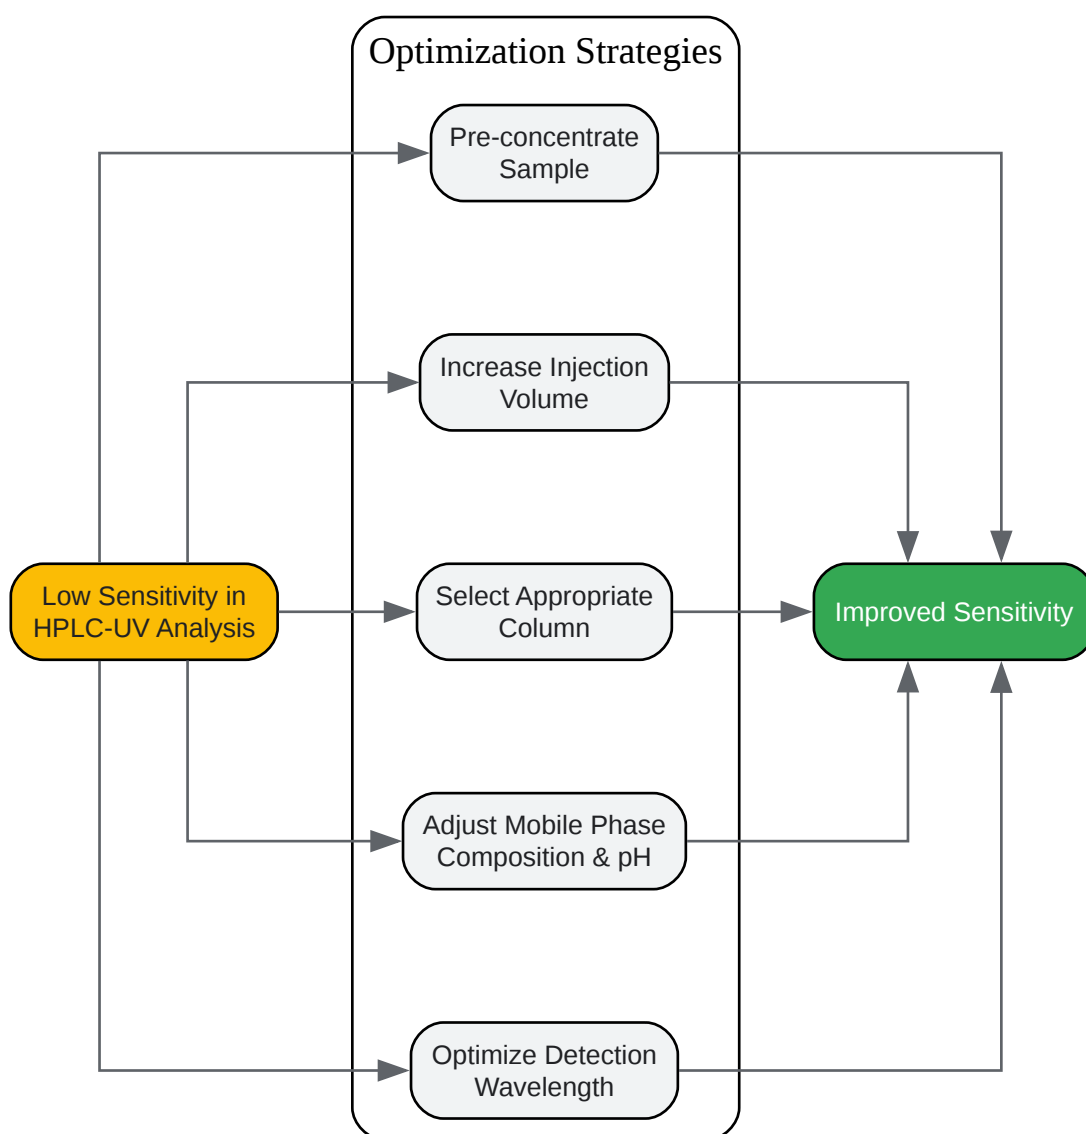 Optimization Strategies
Pre-concentrate
Sample
Increase Injection
Volume
Low Sensitivity in
HPLC-UV Analysis
Select Appropriate
Column
Improved Sensitivity
Adjust Mobile Phase
Composition & pH
Optimize Detection
Wavelength